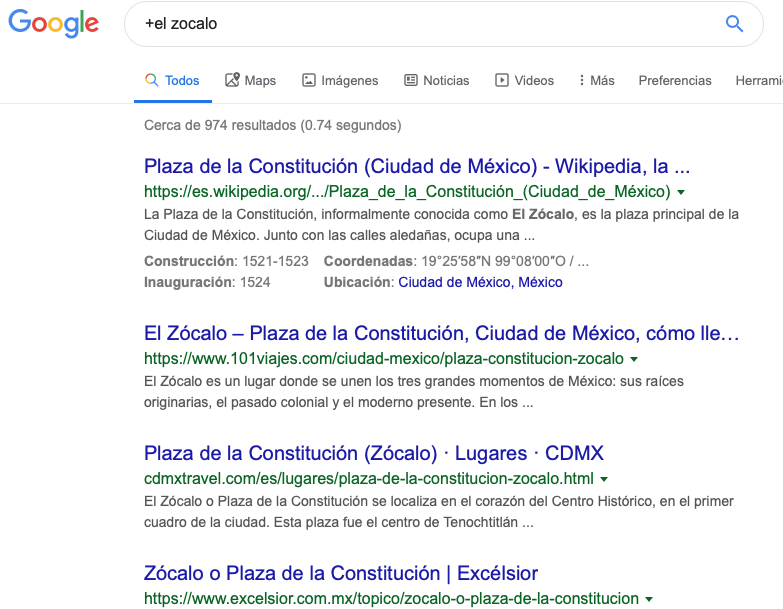 Google
+el zocalo
Todos Maps Imágenes Noticias Videos Más Preferencias Herrami
Cerca de 974 resultados (0.74 segundos)
Plaza de la Constitución (Ciudad de México) - Wikipedia, la ...
https://es.wikipedia.org/.../Plaza_de_la_Constitución_(Ciudad_de_México)
La Plaza de la Constitución, informalmente conocida como El Zócalo, es la plaza principal de la
Ciudad de México. Junto con las calles aledañas, ocupa una ...
Construcción: 1521-1523 Coordenadas: 19°25′58″N 99°08′00″O / ...
Inauguración: 1524 Ubicación: Ciudad de México, México
El Zócalo – Plaza de la Constitución, Ciudad de México, cómo lle…
https://www.101viajes.com/ciudad-mexico/plaza-constitucion-zocalo
El Zócalo es un lugar donde se unen los tres grandes momentos de México: sus raíces
originarias, el pasado colonial y el moderno presente. En los ...
Plaza de la Constitución (Zócalo) · Lugares · CDMX
cdmxtravel.com/es/lugares/plaza-de-la-constitucion-zocalo.html
El Zócalo o Plaza de la Constitución se localiza en el corazón del Centro Histórico, en el primer
cuadro de la ciudad. Esta plaza fue el centro de Tenochtitlán ...
Zócalo o Plaza de la Constitución | Excélsior
https://www.excelsior.com.mx/topico/zocalo-o-plaza-de-la-constitucion